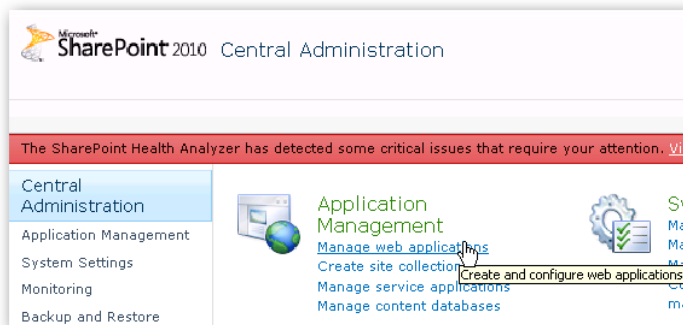 Microsoft
SharePoint 2010 Central Administration
The SharePoint Health Analyzer has detected some critical issues that require your attention.
Central
Administration
Application Management
System Settings
Monitoring
Backup and Restore
Application
Management
Manage web applications
Create site collection
Create and configure web applications
Manage service applications
Manage content databases